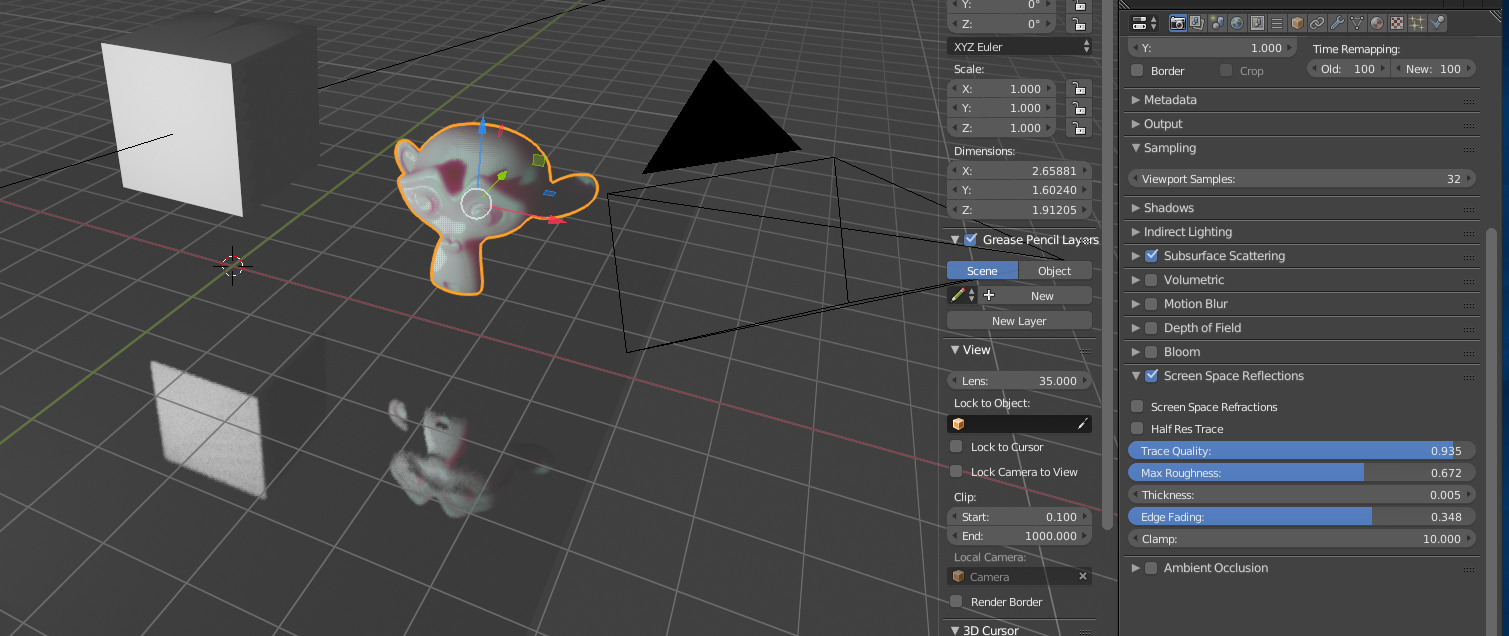 Y: 0°
Z: 0°
XYZ Euler
Scale:
X: 1.000
Y: 1.000
Z: 1.000
Dimensions:
X: 2.65881
Y: 1.60240
Z: 1.91205
Grease Pencil Layers
Scene Object
New
New Layer
View
Lens: 35.000
Lock to Object:
Lock to Cursor
Lock Camera to View
Clip:
Start: 0.100
End: 1000.000
Local Camera:
Camera
Render Border
3D Cursor
Y: 1.000 Time Remapping:
Border Crop Old: 100 New: 100
Metadata
Output
Sampling
Viewport Samples: 32
Shadows
Indirect Lighting
Subsurface Scattering
Volumetric
Motion Blur
Depth of Field
Bloom
Screen Space Reflections
Screen Space Refractions
Half Res Trace
Trace Quality: 0.935
Max Roughness: 0.672
Thickness: 0.005
Edge Fading: 0.348
Clamp: 10.000
Ambient Occlusion